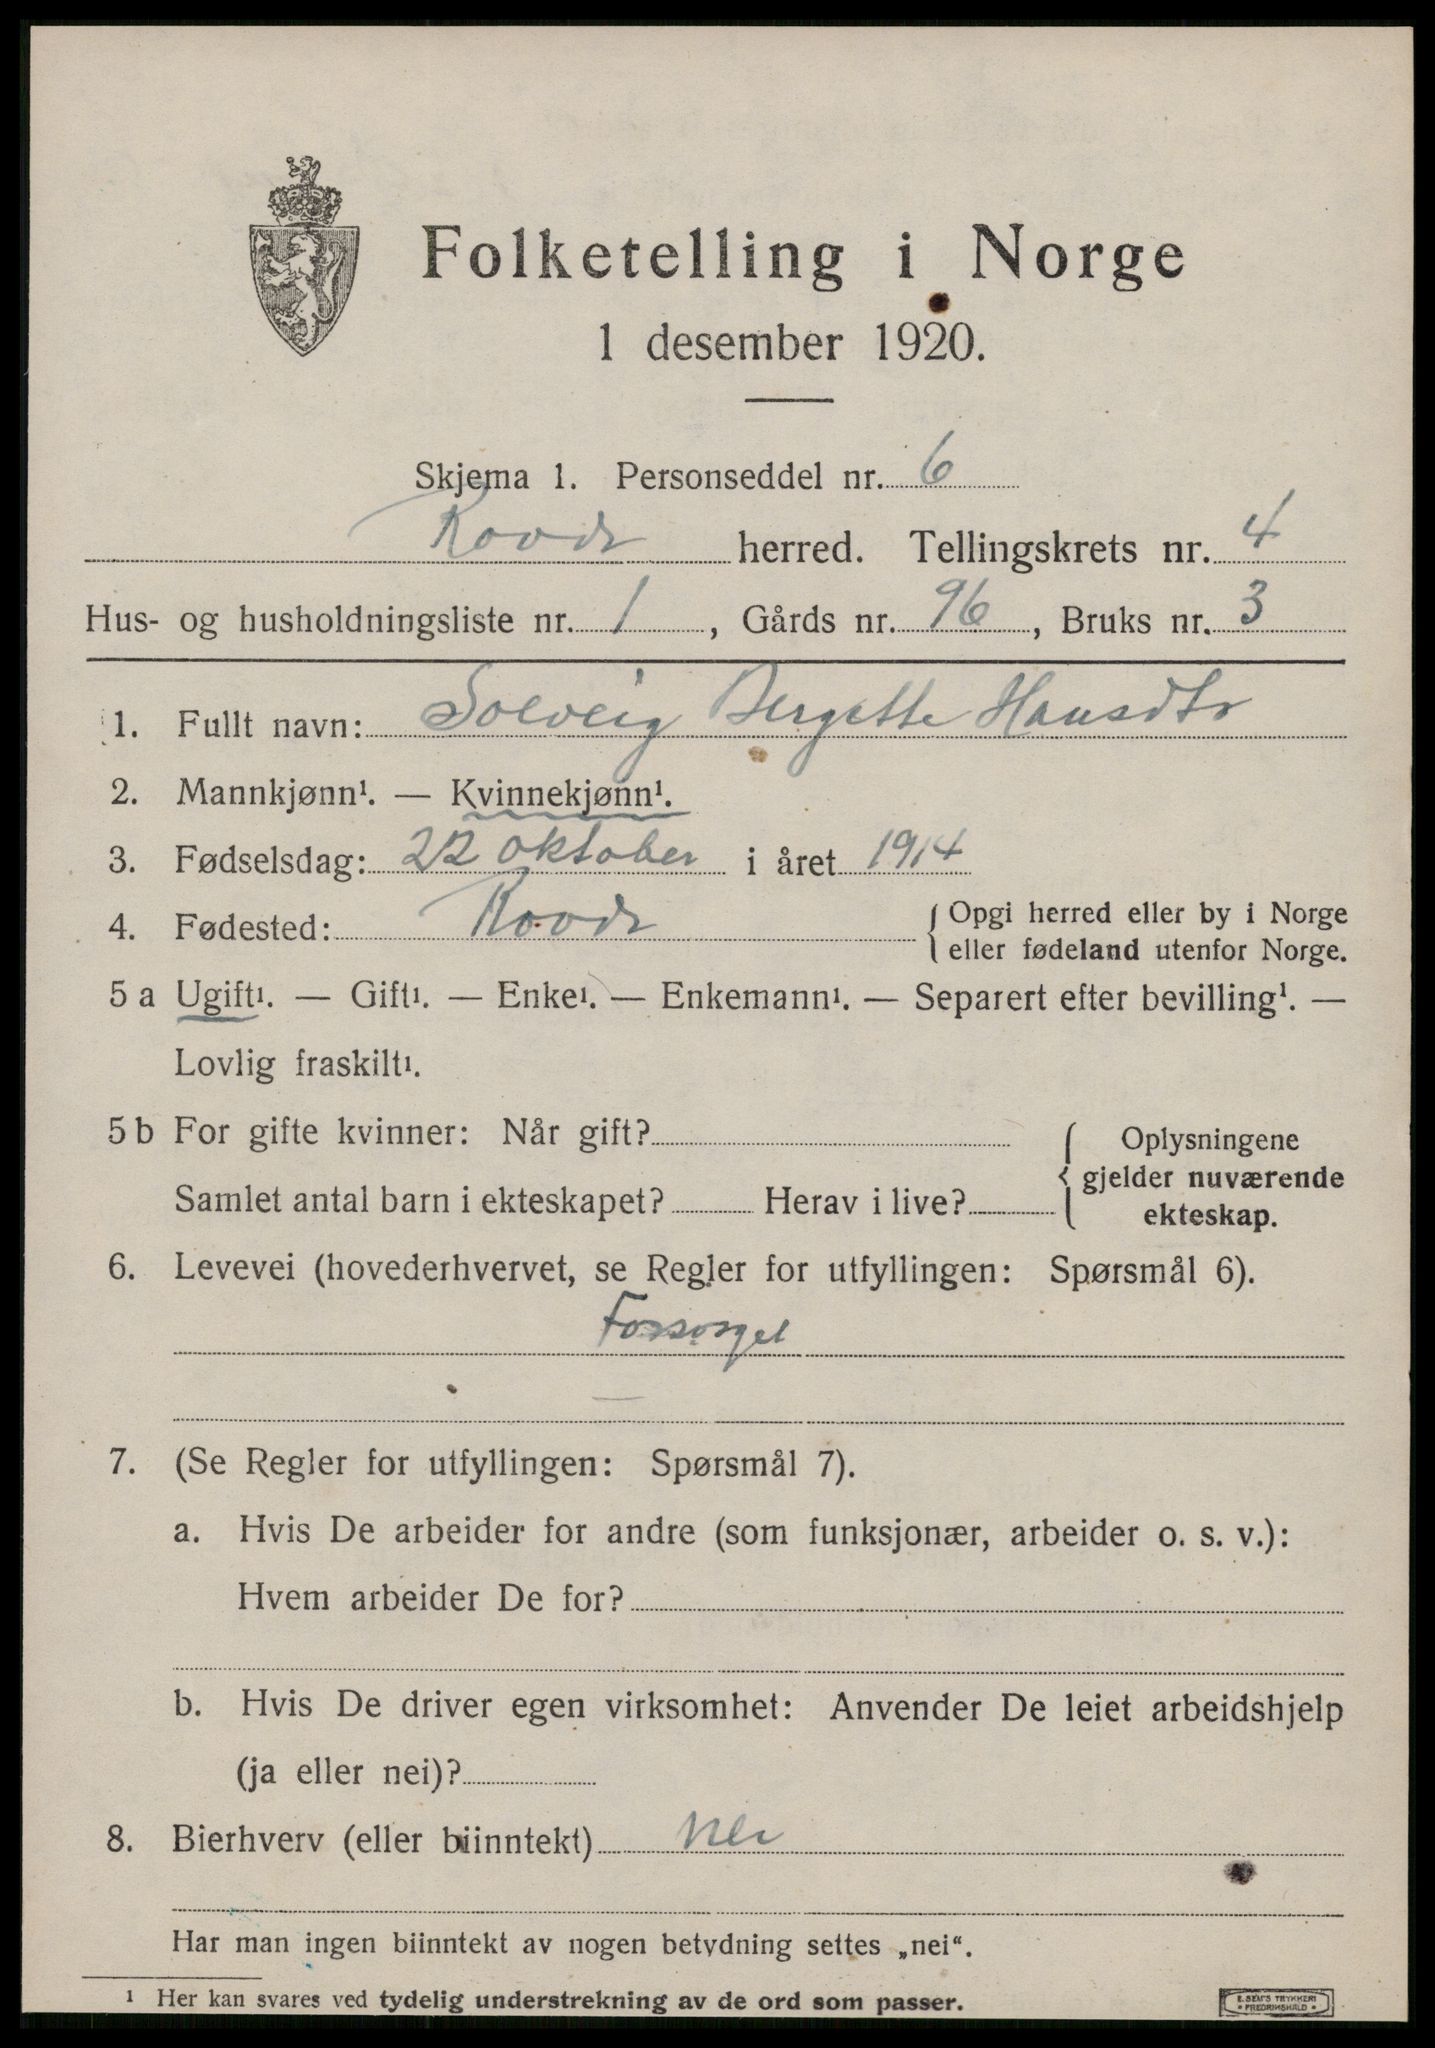 Folketelling i Norge
1 desember 1920.
Skjema 1. Personseddel nr. 6
herred. Tellingskrets nr. 4
Hus- og husholdningsliste nr. 1, Gårds nr. 96, Bruks nr. 3
1. Fullt navn: Solveig Bergitte Hansdtr
2. Mannkjønn¹. — Kvinnekjønn¹.
3. Fødselsdag: 22 oktober i året 1914
4. Fødested: { Opgi herred eller by i Norge
eller fødeland utenfor Norge.
5 a Ugift¹. — Gift¹. — Enke¹. — Enkemann¹. — Separert efter bevilling¹. —
Lovlig fraskilt¹.
5 b For gifte kvinner: Når gift? { Oplysningene
gjelder nuværende
Samlet antal barn i ekteskapet? Herav i live? ekteskap.
6. Levevei (hovederhvervet, se Regler for utfyllingen: Spørsmål 6).
Forsørget
—
7. (Se Regler for utfyllingen: Spørsmål 7).
a. Hvis De arbeider for andre (som funksjonær, arbeider o. s. v.):
Hvem arbeider De for?
b. Hvis De driver egen virksomhet: Anvender De leiet arbeidshjelp
(ja eller nei)?
8. Bierhverv (eller biinntekt) nei
Har man ingen biinntekt av nogen betydning settes „nei“.
¹ Her kan svares ved tydelig understrekning av de ord som passer.
E. SEM'S TRYKKERI
• FREDRIKSHALD •